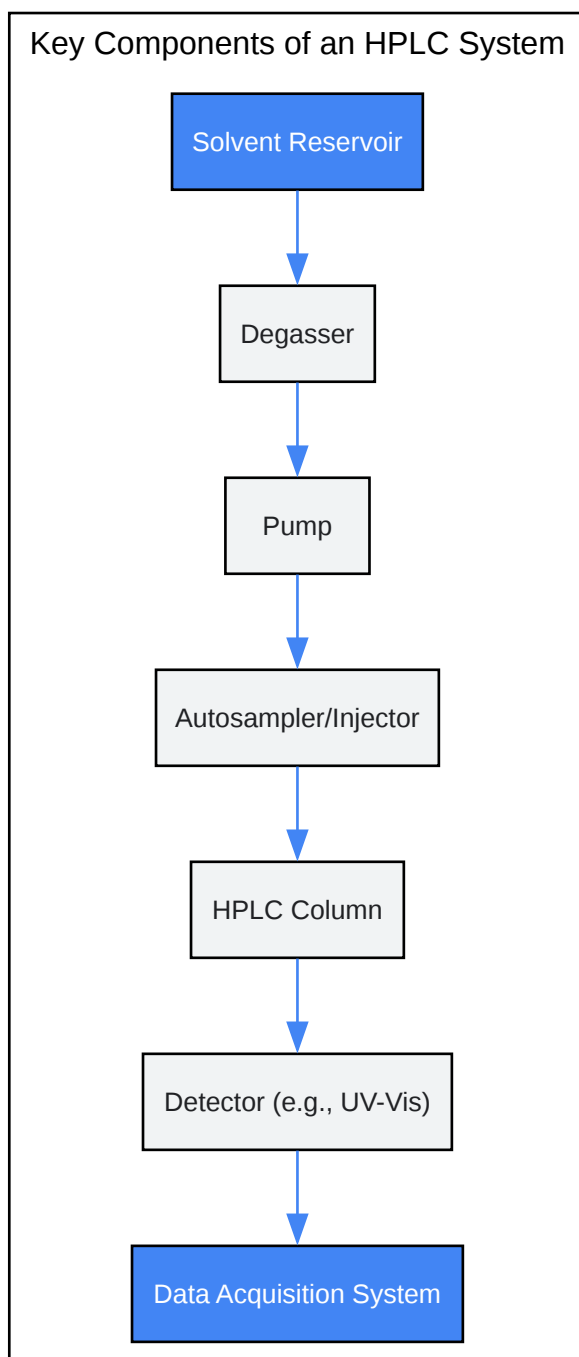 Key Components of an HPLC System
Solvent Reservoir
Degasser
Pump
Autosampler/Injector
HPLC Column
Detector (e.g., UV-Vis)
Data Acquisition System